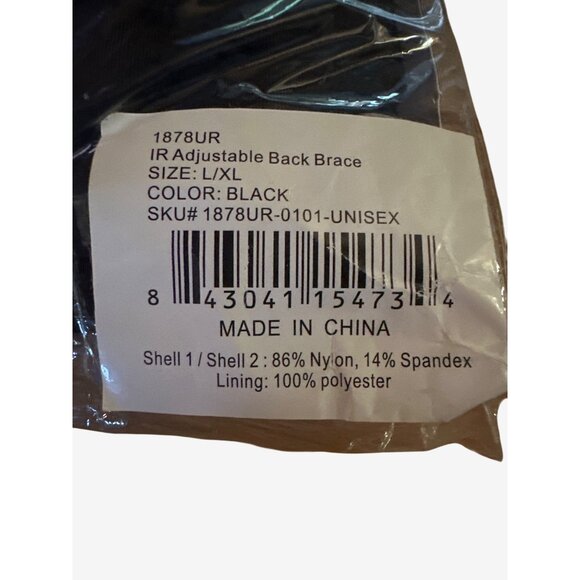 1878UR
IR Adjustable Back Brace
SIZE: L/XL
COLOR: BLACK
SKU# 1878UR-0101-UNISEX
8 43041 15473 4
MADE IN CHINA
Shell 1 / Shell 2 : 86% Nylon, 14% Spandex
Lining: 100% polyester